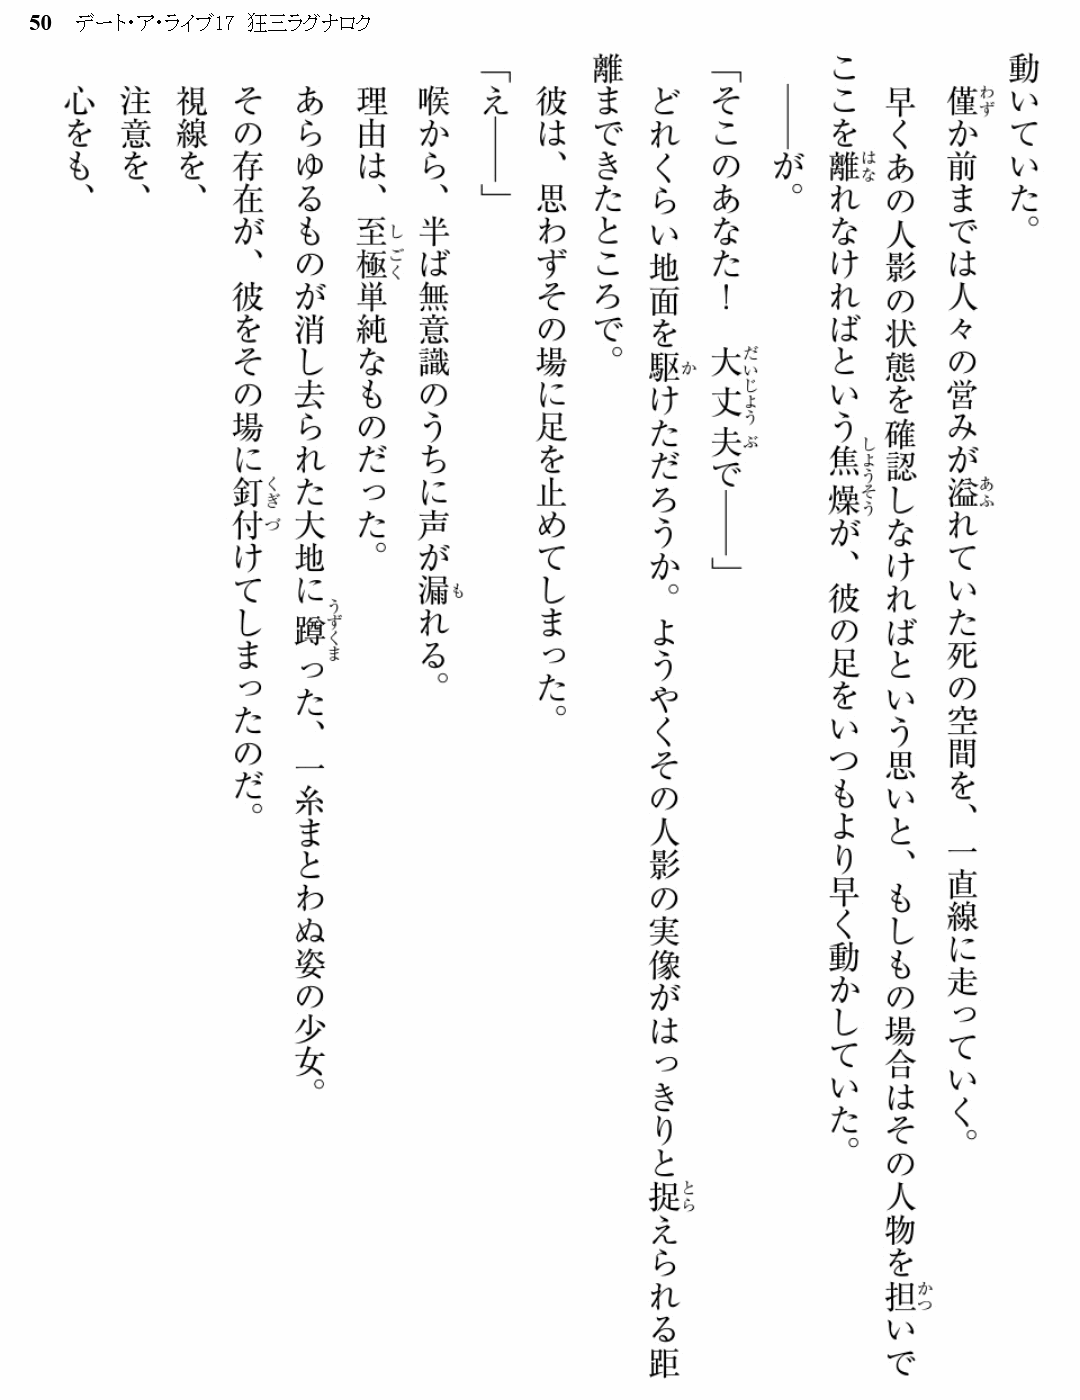 50 デート・ア・ライブ17 狂三ラグナロク
動いていた。
僅か前までは人々の営みが溢れていた死の空間を、一直線に走っていく。
早くあの人影の状態を確認しなければという思いと、もしもの場合はその人物を担いで
ここを離れなければという焦燥が、彼の足をいつもより早く動かしていた。
――が。
「そこのあなた！　大丈夫で――」
どれくらい地面を駆けただろうか。ようやくその人影の実像がはっきりと捉えられる距
離まできたところで。
彼は、思わずその場に足を止めてしまった。
「え――」
喉から、半ば無意識のうちに声が漏れる。
理由は、至極単純なものだった。
あらゆるものが消し去られた大地に蹲った、一糸まとわぬ姿の少女。
その存在が、彼をその場に釘付けてしまったのだ。
視線を、
注意を、
心をも、